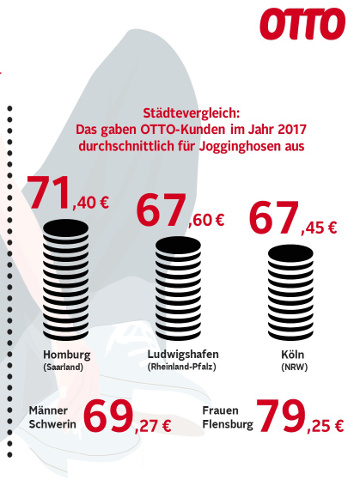 OTTO
Städtevergleich:
Das gaben OTTO-Kunden im Jahr 2017
durchschnittlich für Jogginghosen aus
71,40 €
67,60 €
67,45 €
Homburg
(Saarland)
Ludwigshafen
(Rheinland-Pfalz)
Köln
(NRW)
Männer
Schwerin
69,27 €
Frauen
Flensburg
79,25 €